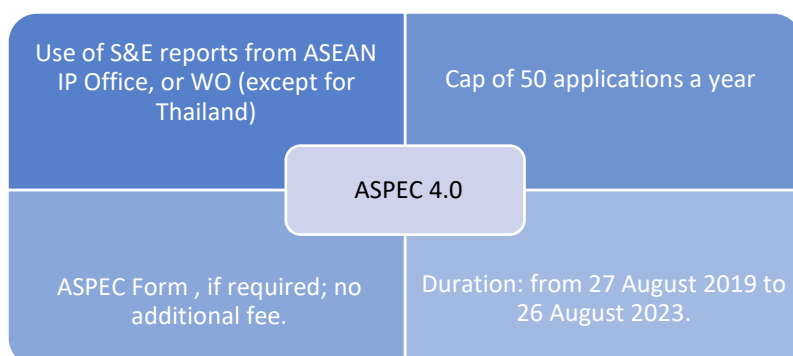 Use of S&E reports from ASEAN
IP Office, or WO (except for
Thailand)
Cap of 50 applications a year
ASPEC 4.0
ASPEC Form , if required; no
additional fee.
Duration: from 27 August 2019 to
26 August 2023.